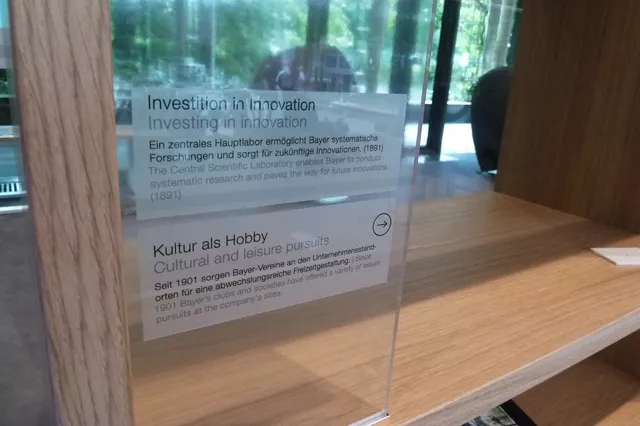 Investition in Innovation
Investing in innovation
Ein zentrales Hauptlabor ermöglicht Bayer systematische
Forschungen und sorgt für zukünftige Innovationen. (1891)
The Central Scientific Laboratory enables Bayer to conduct
systematic research and paves the way for future innovations.
(1891)
Kultur als Hobby
Cultural and leisure pursuits
Seit 1901 sorgen Bayer-Vereine an den Unternehmensstand-
orten für eine abwechslungsreiche Freizeitgestaltung. | Since
1901 Bayer's clubs and societies have offered a variety of leisure
pursuits at the company's sites.